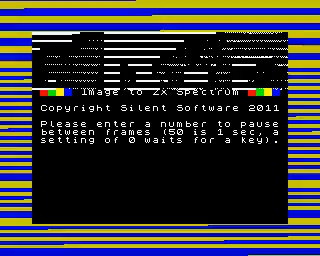 Image to ZX Spectrum
Copyright Silent Software 2011
Please enter a number to pause
between frames (50 is 1 sec, a
setting of 0 waits for a key).